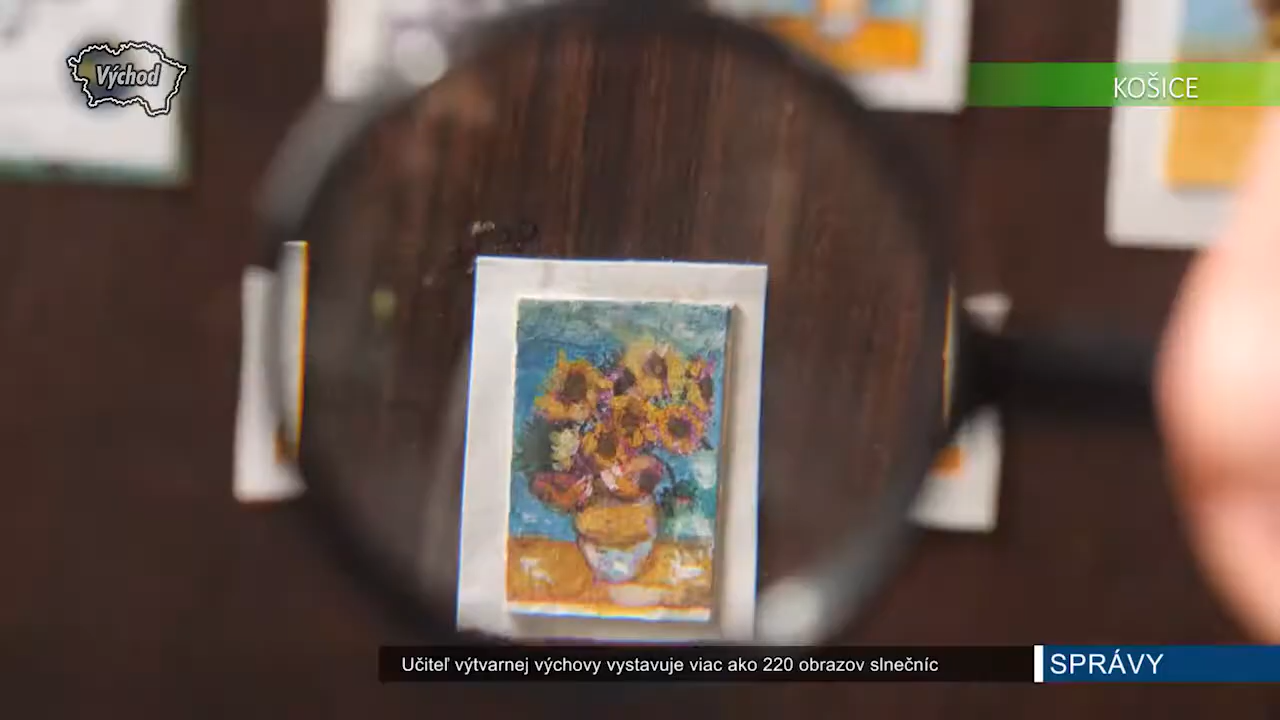 Východ
KOŠICE
Učiteľ výtvarnej výchovy vystavuje viac ako 220 obrazov slnečníc
SPRÁVY